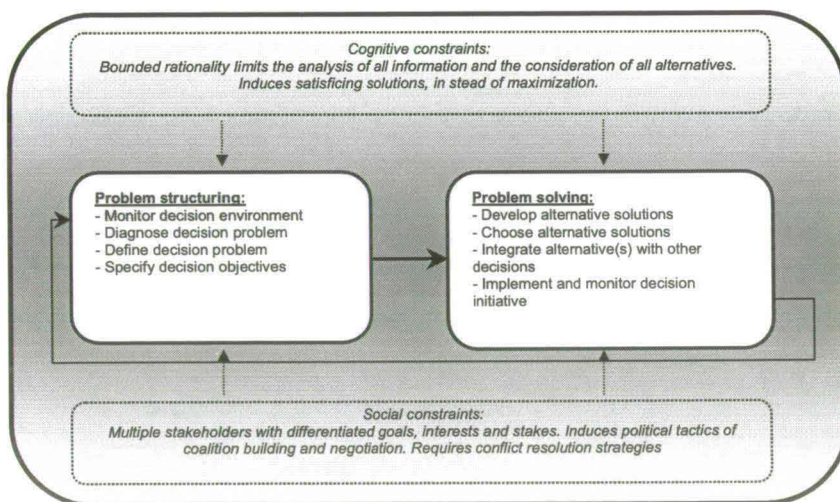 Cognitive constraints:
Bounded rationality limits the analysis of all information and the consideration of all alternatives.
Induces satisficing solutions, in stead of maximization.
Problem structuring:
- Monitor decision environment
- Diagnose decision problem
- Define decision problem
- Specify decision objectives
Problem solving:
- Develop alternative solutions
- Choose alternative solutions
- Integrate alternative(s) with other
decisions
- Implement and monitor decision
initiative
Social constraints:
Multiple stakeholders with differentiated goals, interests and stakes. Induces political tactics of
coalition building and negotiation. Requires conflict resolution strategies